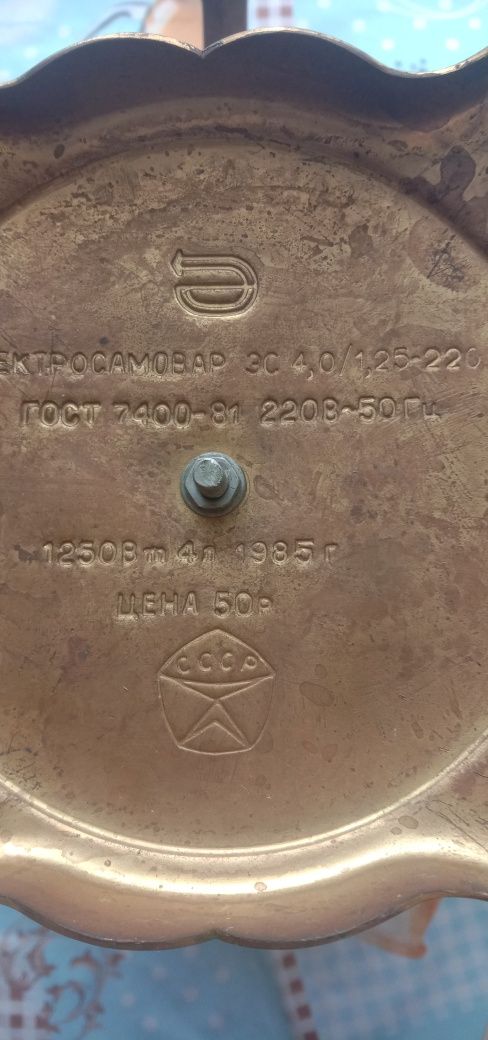 ЕКТРОСАМОВАР ЭС 4,0/1,25-220
ГОСТ 7400-81 220В~50Гц
1250Вт 4л 1985г
ЦЕНА 50р
СССР